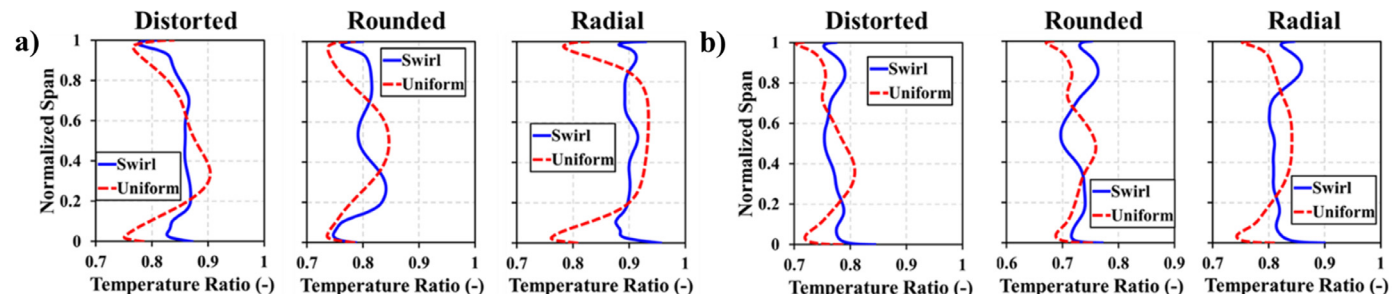 a)
Distorted
Normalized Span
1
0.8
0.6
0.4
0.2
0
Swirl
Uniform
0.7 0.8 0.9 1
Temperature Ratio (-)
Rounded
Swirl
Uniform
0.7 0.8 0.9 1
Temperature Ratio (-)
Radial
Swirl
Uniform
0.7 0.8 0.9 1
Temperature Ratio (-)
b)
Distorted
Normalized Span
1
0.8
0.6
0.4
0.2
0
Swirl
Uniform
0.7 0.8 0.9 1
Temperature Ratio (-)
Rounded
Swirl
Uniform
0.6 0.7 0.8 0.9
Temperature Ratio (-)
Radial
Swirl
Uniform
0.7 0.8 0.9 1
Temperature Ratio (-)